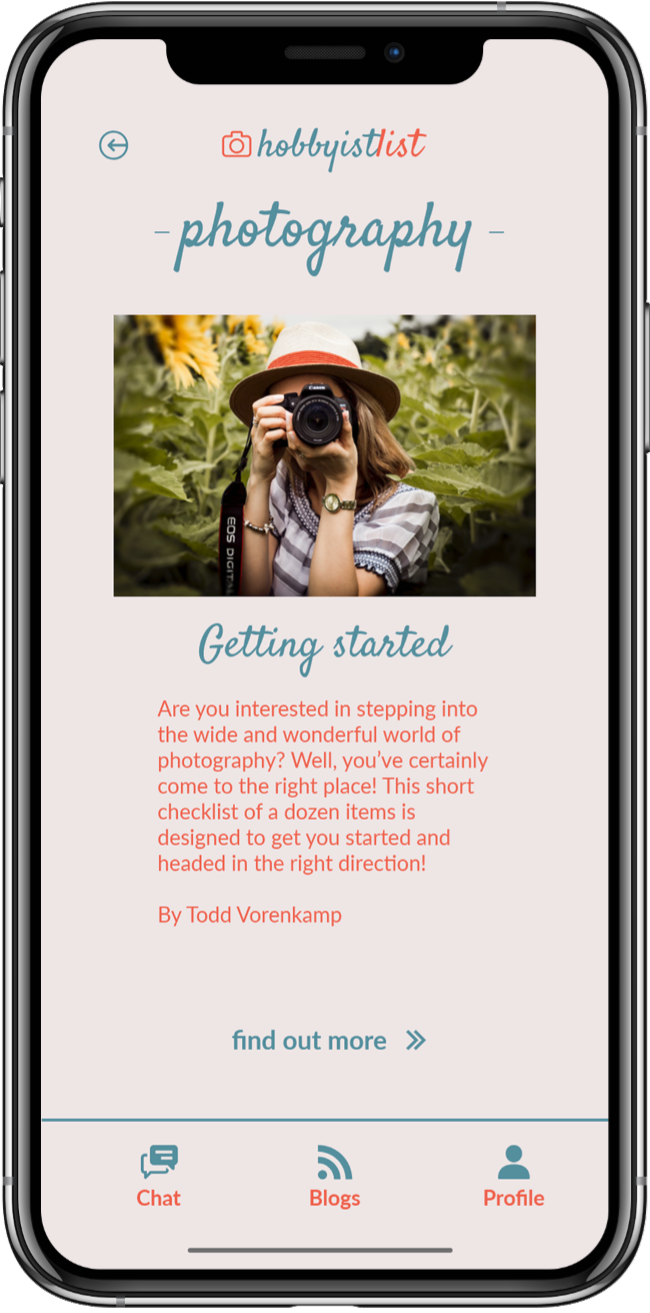 hobbyistlist
photography
Canon
EOS DIGITAL
Getting started
Are you interested in stepping into
the wide and wonderful world of
photography? Well, you've certainly
come to the right place! This short
checklist of a dozen items is
designed to get you started and
headed in the right direction!
By Todd Vorenkamp
find out more
Chat
Blogs
Profile